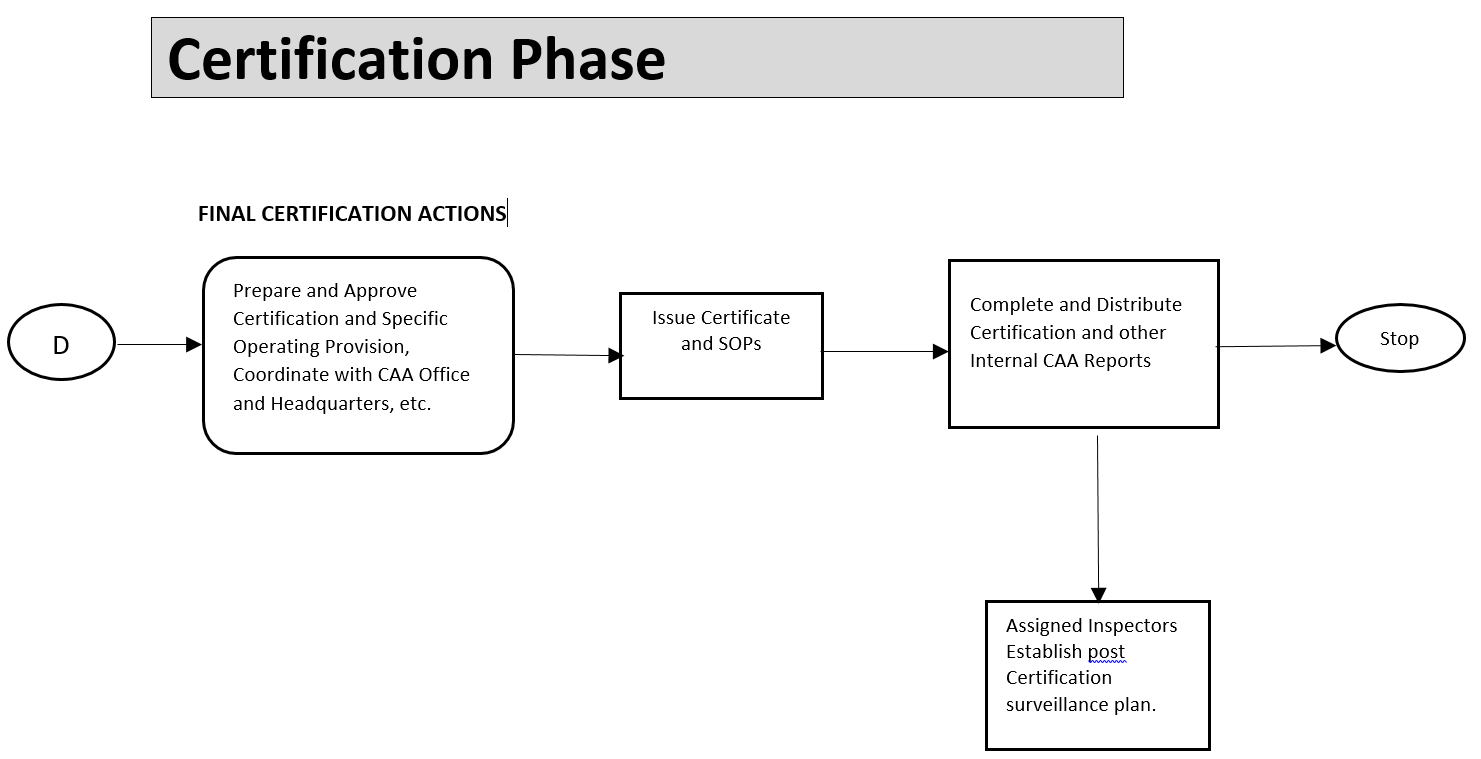 Certification Phase
FINAL CERTIFICATION ACTIONS
D
Prepare and Approve
Certification and Specific
Operating Provision,
Coordinate with CAA Office
and Headquarters, etc.
Issue Certificate
and SOPs
Complete and Distribute
Certification and other
Internal CAA Reports
Stop
Assigned Inspectors
Establish post
Certification
surveillance plan.